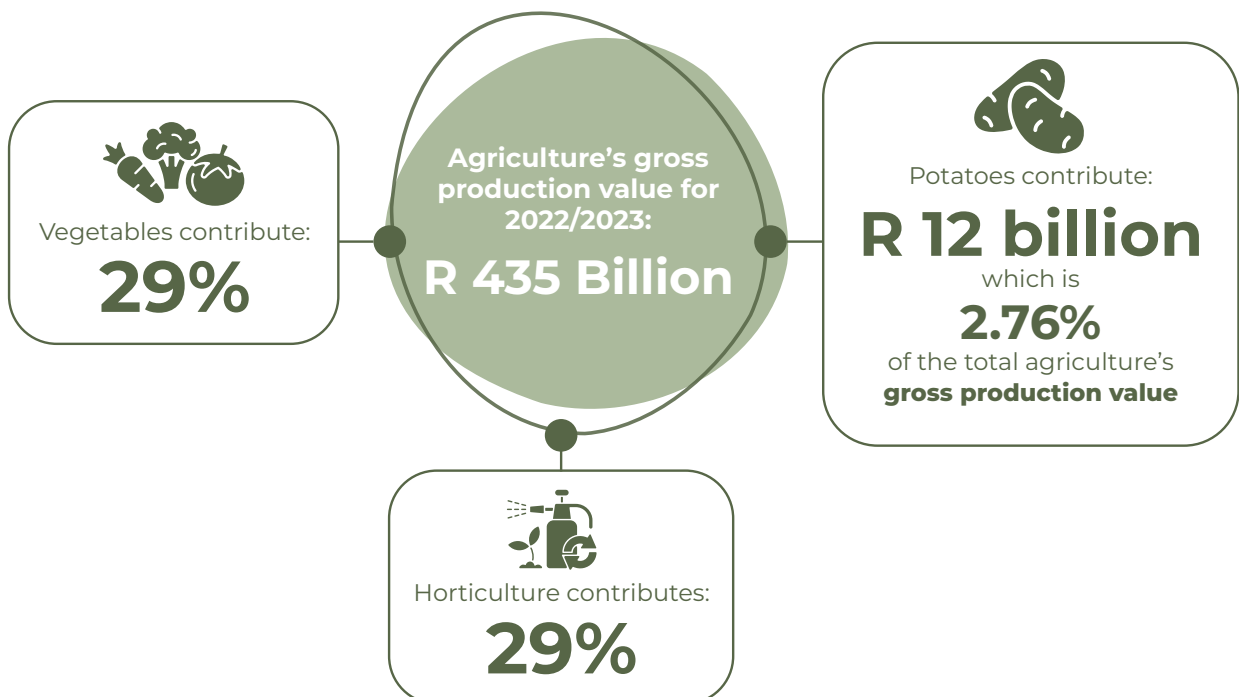 Agriculture’s gross
production value for
2022/2023:
R 435 Billion
Vegetables contribute:
29%
Potatoes contribute:
R 12 billion
which is
2.76%
of the total agriculture’s
gross production value
Horticulture contributes:
29%